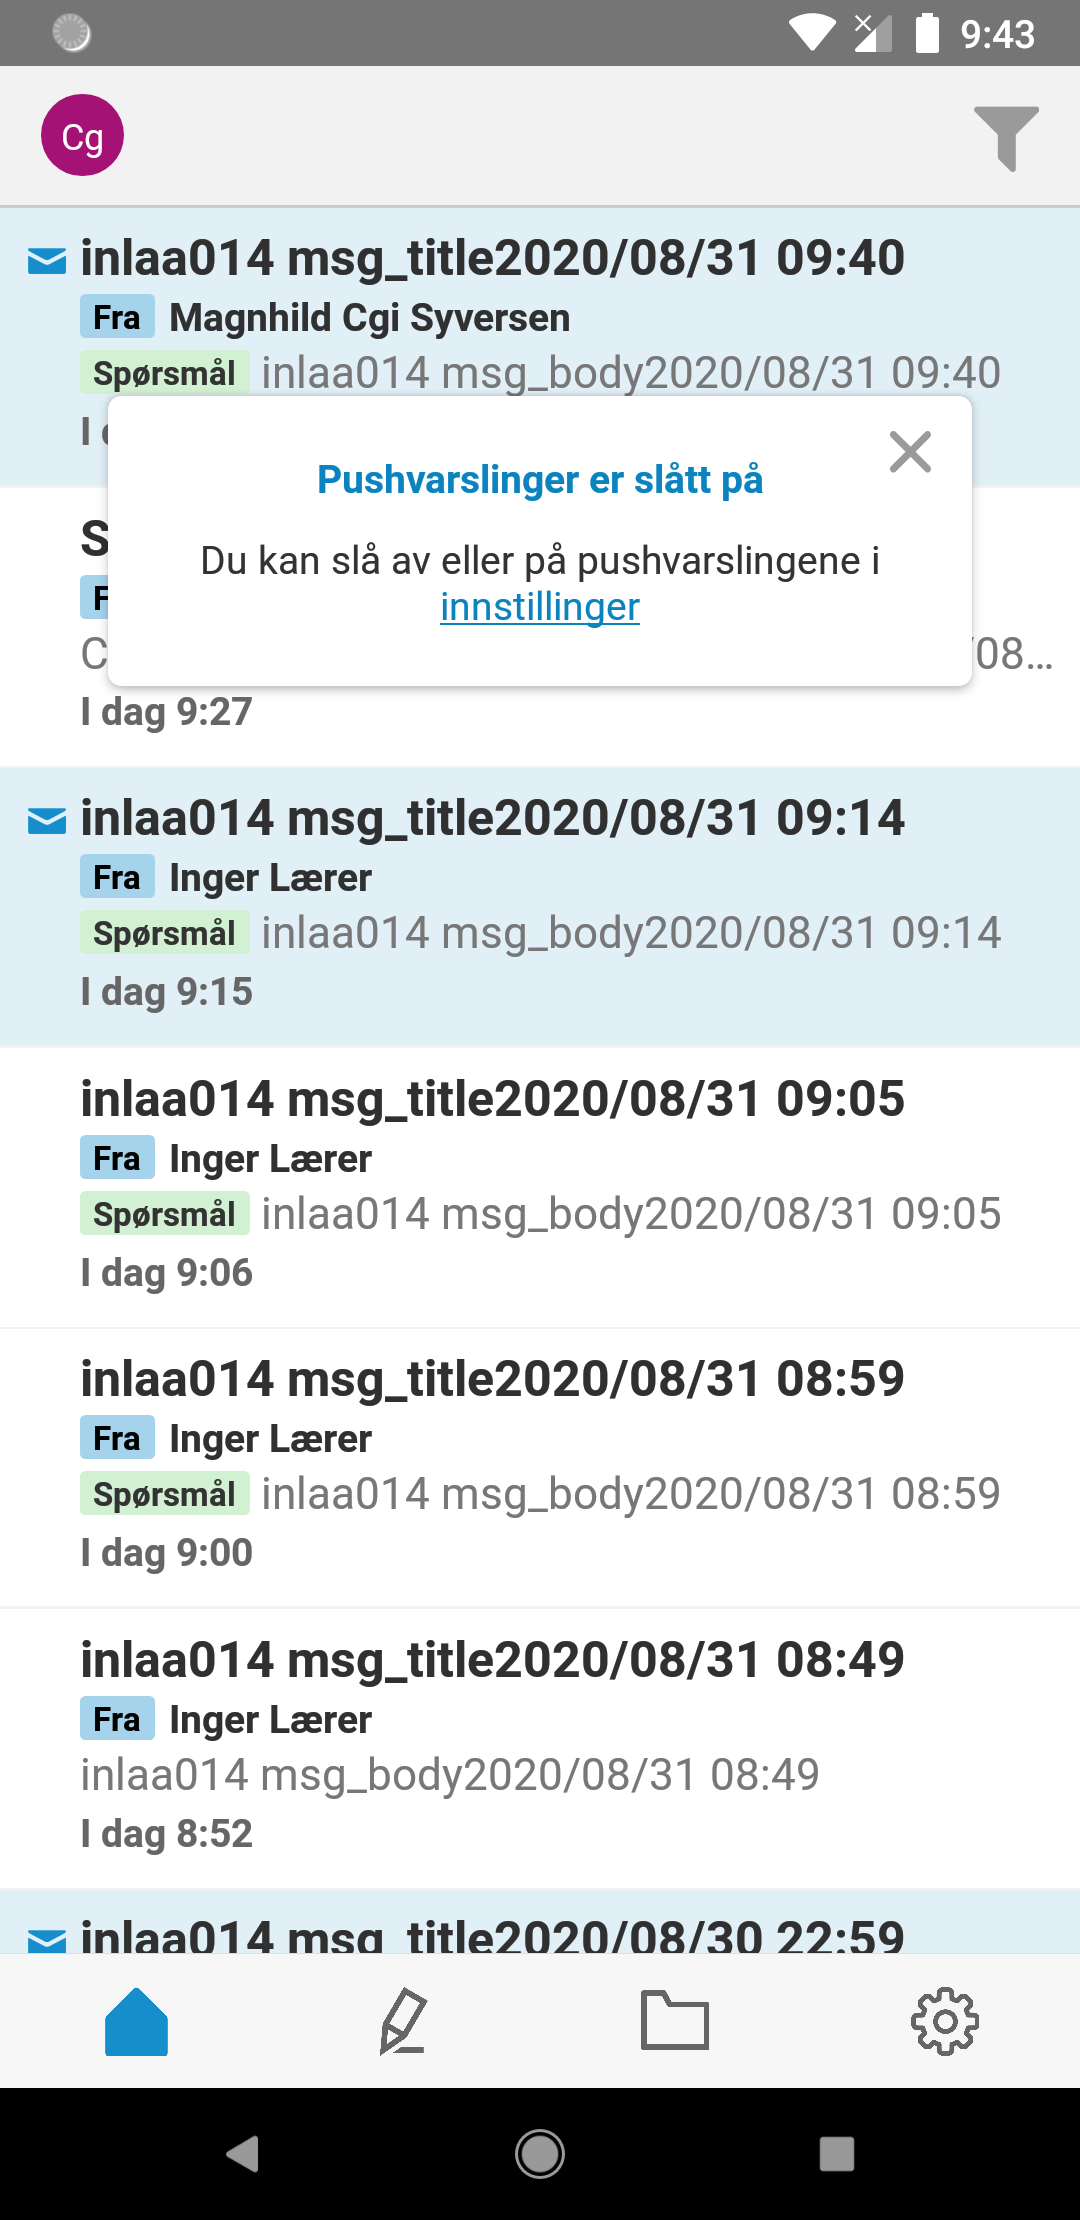 9:43
Cg
inlaa014 msg_title2020/08/31 09:40
Fra Magnhild Cgi Syversen
Spørsmål inlaa014 msg_body2020/08/31 09:40
I
Pushvarslinger er slått på
Du kan slå av eller på pushvarslingene i
innstillinger
/08...
I dag 9:27
inlaa014 msg_title2020/08/31 09:14
Fra Inger Lærer
Spørsmål inlaa014 msg_body2020/08/31 09:14
I dag 9:15
inlaa014 msg_title2020/08/31 09:05
Fra Inger Lærer
Spørsmål inlaa014 msg_body2020/08/31 09:05
I dag 9:06
inlaa014 msg_title2020/08/31 08:59
Fra Inger Lærer
Spørsmål inlaa014 msg_body2020/08/31 08:59
I dag 9:00
inlaa014 msg_title2020/08/31 08:49
Fra Inger Lærer
inlaa014 msg_body2020/08/31 08:49
I dag 8:52
inlaa014 msg_title2020/08/30 22:59